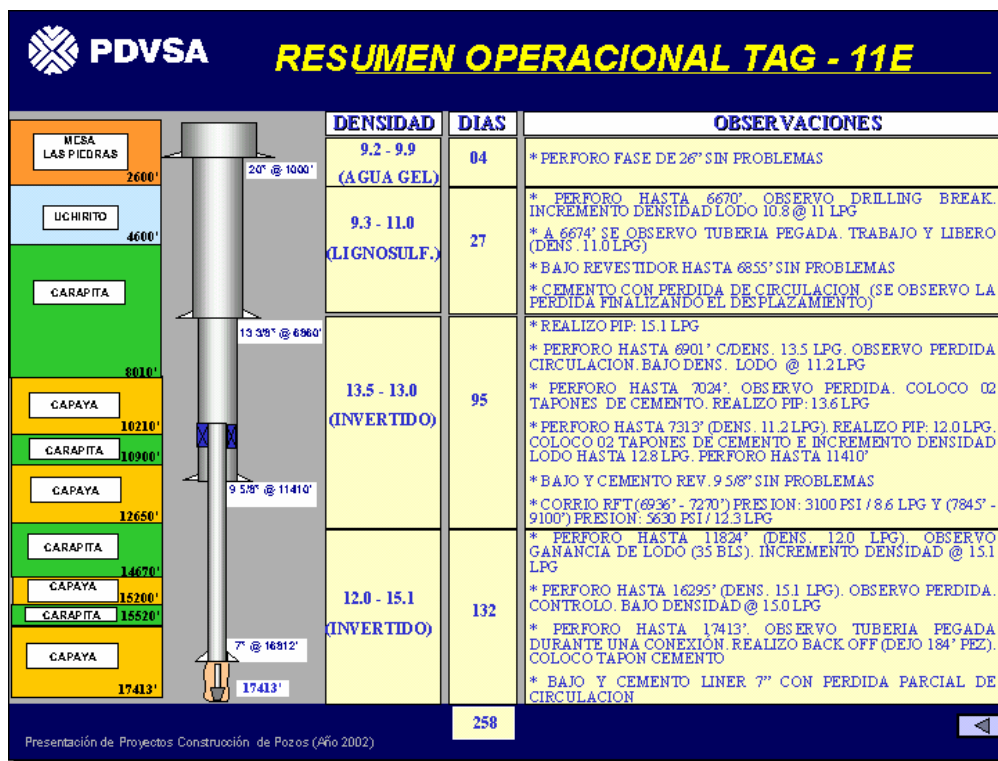 PDVSA
RESUMEN OPERACIONAL TAG - 11E
DENSIDAD
DIAS
OBSERVACIONES
MESA
LAS PIEDRAS
2600'
UCHIRITO
4600'
CARAPITA
8010'
CAPAYA
10210'
CARAPITA
10900'
CAPAYA
12650'
CARAPITA
14670'
CAPAYA
15200'
CARAPITA
15520'
CAPAYA
17413'
20" @ 1000'
13 3/8" @ 6860'
9 5/8" @ 11410'
7" @ 16812'
17413'
9.2 - 9.9
(AGUA GEL)
04
* PERFORO FASE DE 26" SIN PROBLEMAS
9.3 - 11.0
(LIGNOSULF.)
27
* PERFORO HASTA 6670'. OBSERVO DRILLING BREAK.
INCREMENTO DENSIDAD LODO 10.8 @ 11 LPG
* A 6674' SE OBSERVO TUBERIA PEGADA. TRABAJO Y LIBERO
(DENS. 11.0 LPG)
* BAJO REVESTIDOR HASTA 6855' SIN PROBLEMAS
* CEMENTO CON PERDIDA DE CIRCULACION (SE OBSERVO LA
PERDIDA FINALIZANDO EL DESPLAZAMIENTO)
13.5 - 13.0
(INVERTIDO)
95
* REALIZO PIP: 15.1 LPG
* PERFORO HASTA 6901' C/DENS. 13.5 LPG. OBSERVO PERDIDA
CIRCULACION. BAJO DENS. LODO @ 11.2 LPG
* PERFORO HASTA 7024'. OBSERVO PERDIDA. COLOCO 02
TAPONES DE CEMENTO. REALIZO PIP: 13.6 LPG
* PERFORO HASTA 7313' (DENS. 11.2 LPG). REALIZO PIP: 12.0 LPG.
COLOCO 02 TAPONES DE CEMENTO E INCREMENTO DENSIDAD
LODO HASTA 12.8 LPG. PERFORO HASTA 11410'
* BAJO Y CEMENTO REV. 9 5/8" SIN PROBLEMAS
* CORRIO RFT (6936' - 7270') PRESION: 3100 PSI / 8.6 LPG Y (7845' -
9100') PRESION: 5630 PSI / 12.3 LPG
12.0 - 15.1
(INVERTIDO)
132
* PERFORO HASTA 11824' (DENS. 12.0 LPG). OBSERVO
GANANCIA DE LODO (35 BLS). INCREMENTO DENSIDAD @ 15.1
LPG
* PERFORO HASTA 16295' (DENS. 15.1 LPG). OBSERVO PERDIDA.
CONTROLO. BAJO DENSIDAD @ 15.0 LPG
* PERFORO HASTA 17413'. OBSERVO TUBERIA PEGADA
DURANTE UNA CONEXIÓN. REALIZO BACK OFF (DEJO 184' PEZ).
COLOCO TAPON CEMENTO
* BAJO Y CEMENTO LINER 7" CON PERDIDA PARCIAL DE
CIRCULACION
258
Presentación de Proyectos Construcción de Pozos (Año 2002)